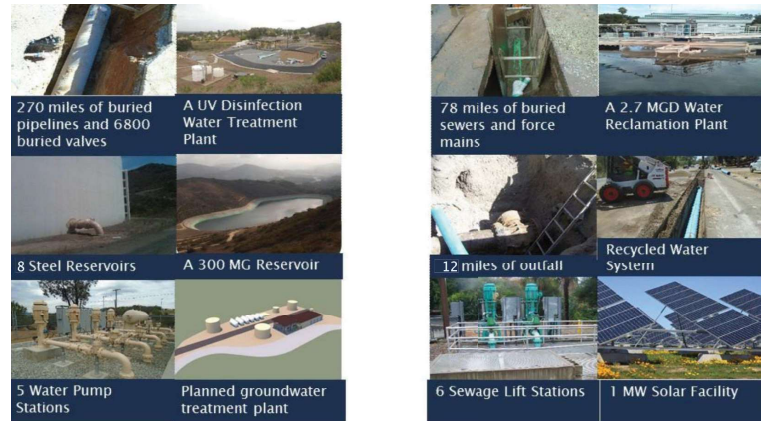 270 miles of buried
pipelines and 6800
buried valves
A UV Disinfection
Water Treatment
Plant
8 Steel Reservoirs
A 300 MG Reservoir
5 Water Pump
Stations
Planned groundwater
treatment plant
78 miles of buried
sewers and force
mains
A 2.7 MGD Water
Reclamation Plant
12 miles of outfall
Recycled Water
System
6 Sewage Lift Stations
1 MW Solar Facility